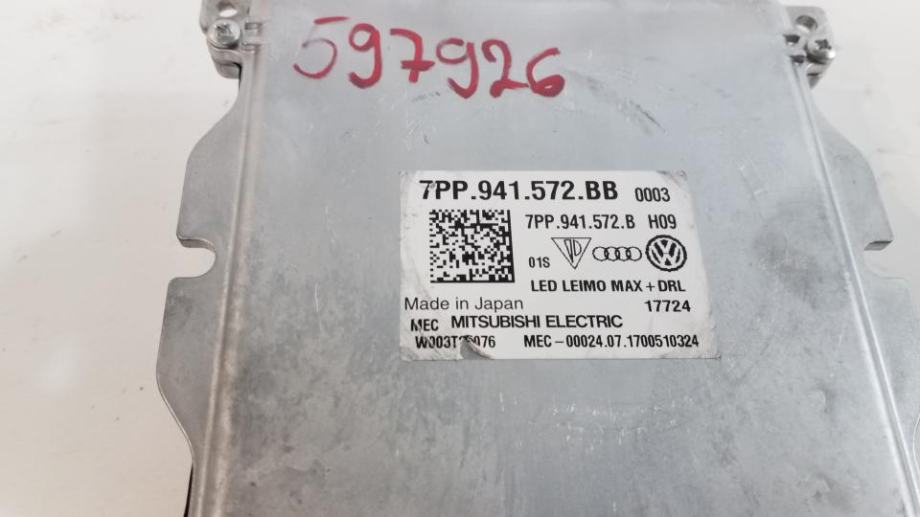 597926
7PP.941.572.BB 0003
7PP.941.572.B H09
01S
LED LEIMO MAX+DRL
Made in Japan 17724
MEC MITSUBISHI ELECTRIC
MEC-00024.07.1700510324